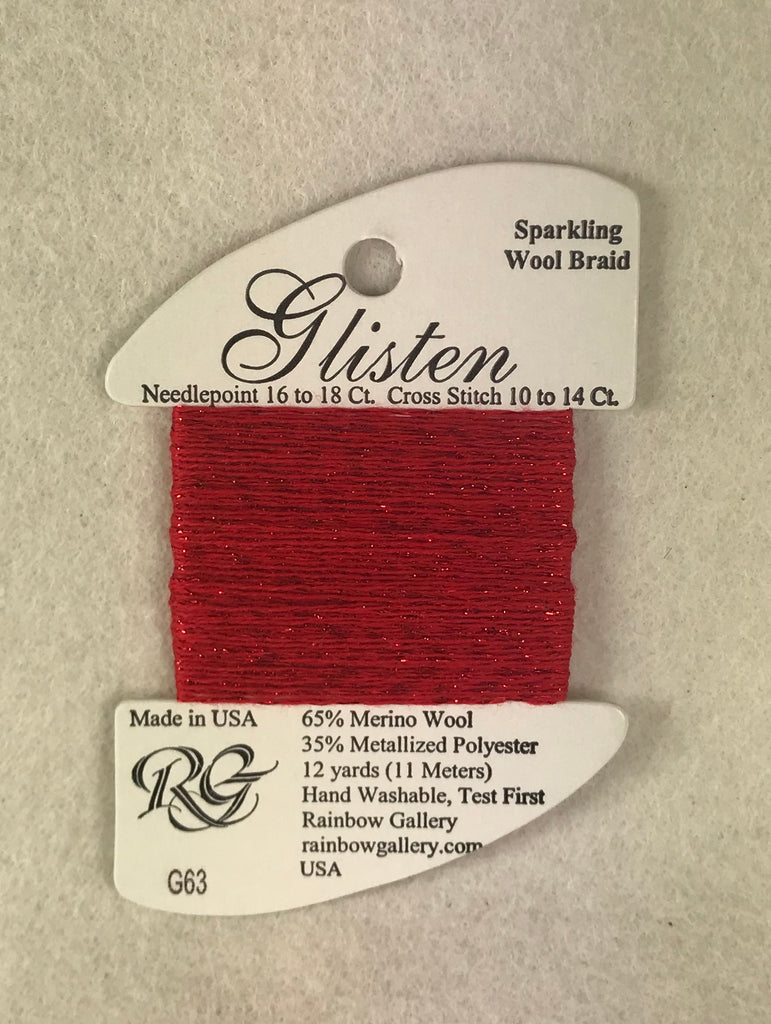 Sparkling
Wool Braid
Glisten
Needlepoint 16 to 18 Ct. Cross Stitch 10 to 14 Ct.
Made in USA
RG
G63
65% Merino Wool
35% Metallized Polyester
12 yards (11 Meters)
Hand Washable, Test First
Rainbow Gallery
rainbowgallery.com
USA